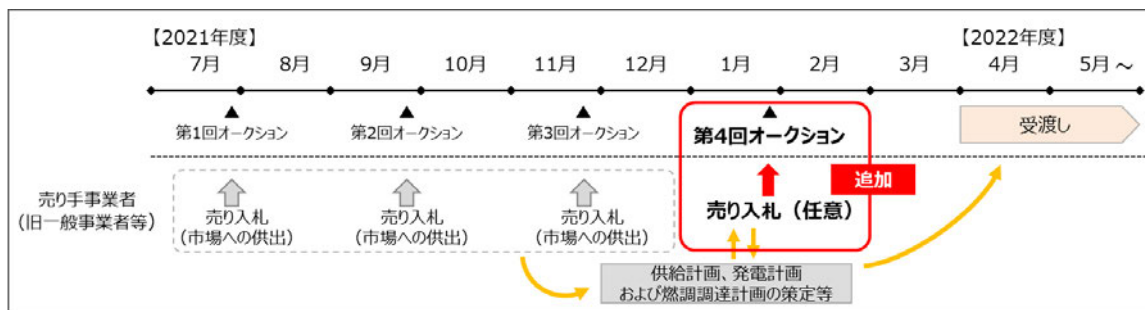 【2021年度】
【2022年度】
7月 8月 9月 10月 11月 12月 1月 2月 3月 4月 5月 ～
第1回オークション
第2回オークション
第3回オークション
第4回オークション
受渡し
追加
売り手事業者
(旧一般事業者等)
売り入札
(市場への供出)
売り入札
(市場への供出)
売り入札
(市場への供出)
売り入札（任意）
供給計画、発電計画
および燃調調達計画の策定等